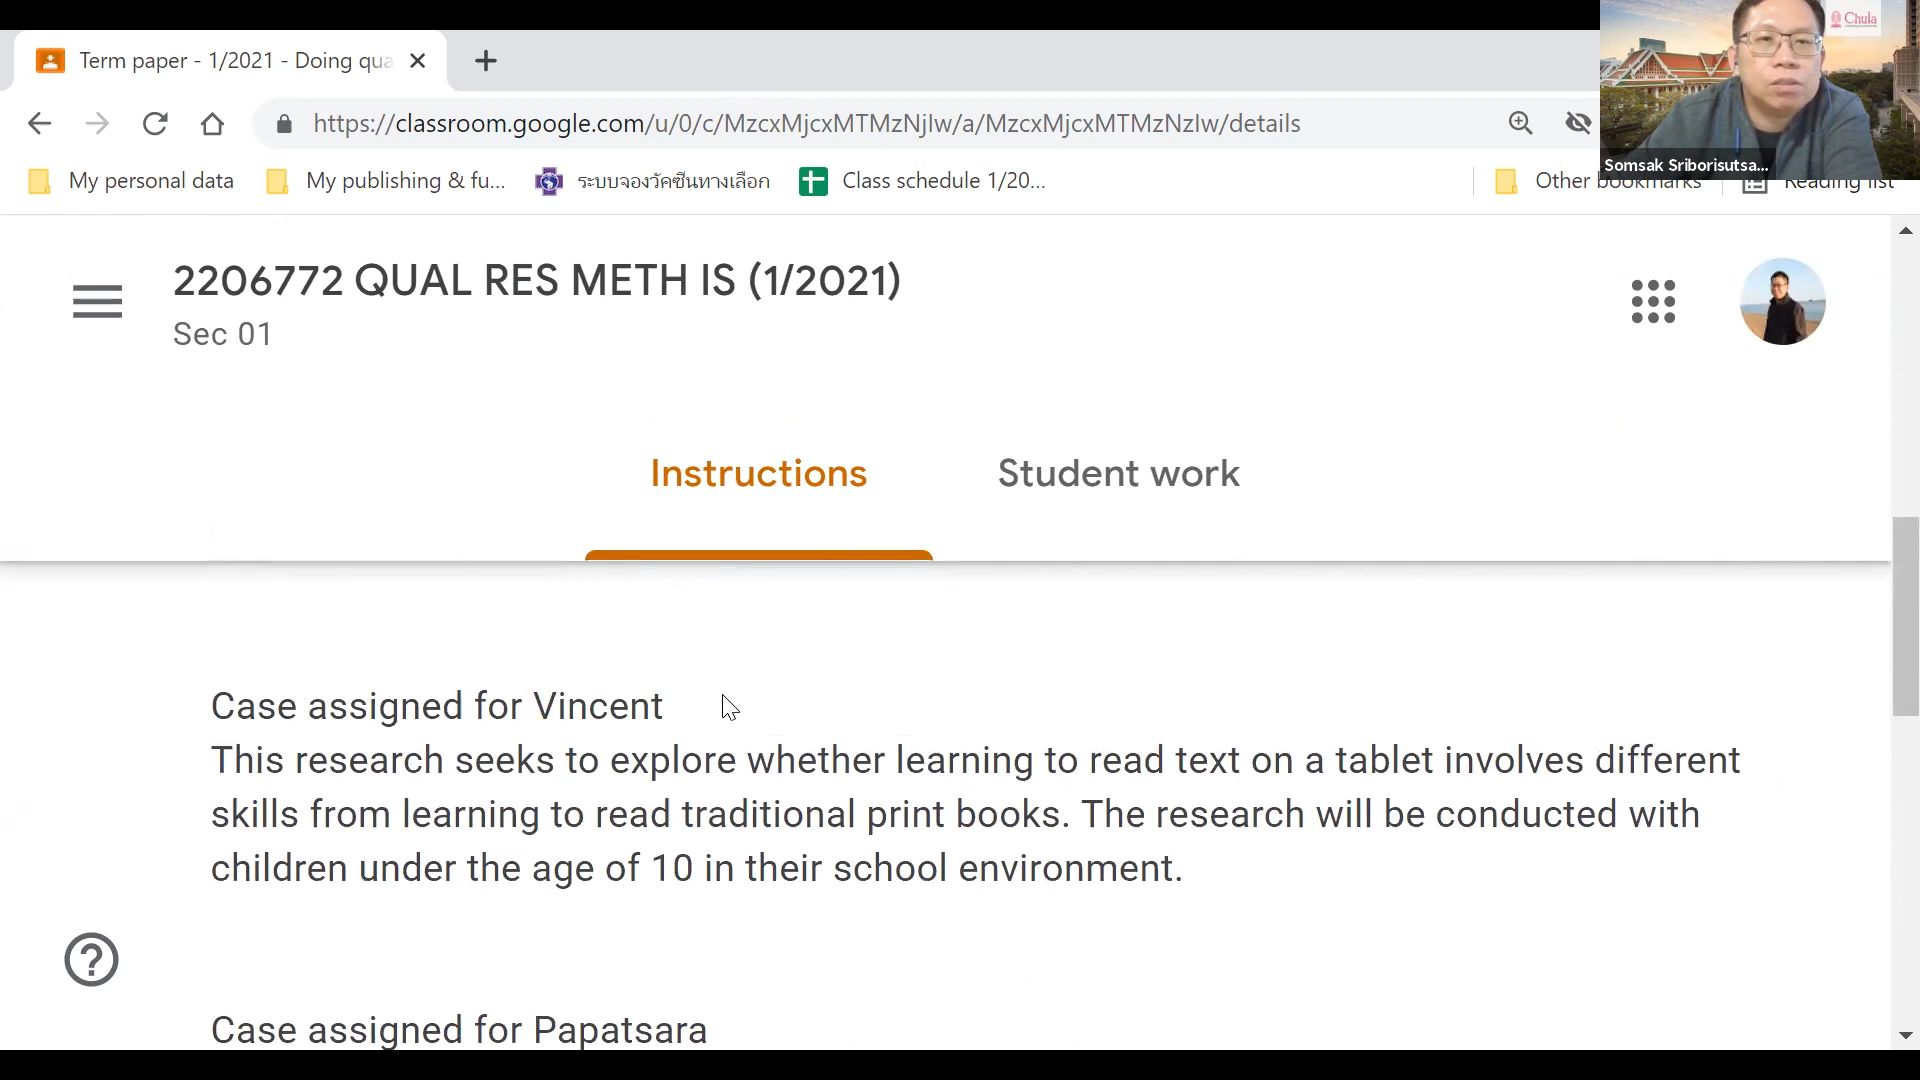 Term paper - 1/2021 - Doing qua
Chula
https://classroom.google.com/u/0/c/MzcxMjcxMTMzNjIw/a/MzcxMjcxMTMzNzIw/details
Somsak Sriborisutsa...
My personal data
My publishing & fu...
ระบบจองวัคซีนทางเลือก
Class schedule 1/20...
Other bookmarks
Reading list
2206772 QUAL RES METH IS (1/2021)
Sec 01
Instructions
Student work
Case assigned for Vincent
This research seeks to explore whether learning to read text on a tablet involves different
skills from learning to read traditional print books. The research will be conducted with
children under the age of 10 in their school environment.
Case assigned for Papatsara